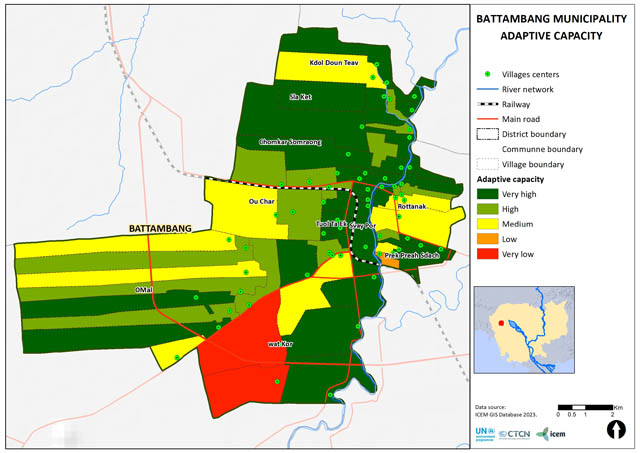 BATTAMBANG MUNICIPALITY
ADAPTIVE CAPACITY
Villages centers
River network
Railway
Main road
District boundary
Communne boundary
Village boundary
Adaptive capacity
Very high
High
Medium
Low
Very low
Kdol Doun Teav
Sla Ket
Chomkar Somraong
Ou Char
Rottanak
Tuol Ta Ek
Svay Por
BATTAMBANG
Prek Preah Sdach
OMal
wat Kor
Data source:
ICEM GIS Database 2023.
0 0.5 1 2 Km
UN
environment
programme
CTCN
icem